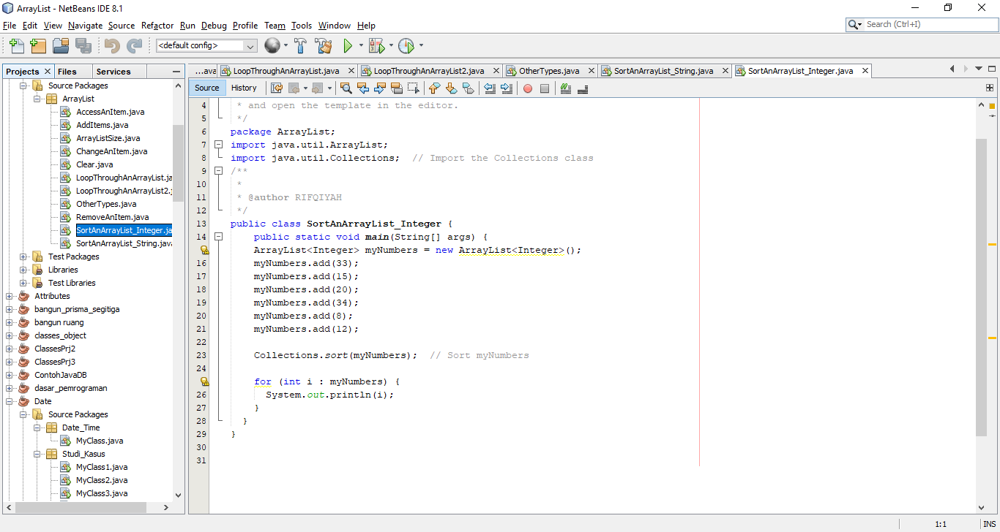 ArrayList - NetBeans IDE 8.1
File Edit View Navigate Source Refactor Run Debug Profile Team Tools Window Help
Search (Ctrl+I)
<default config>
Projects Files Services
...ava LoopThroughAnArrayList.java LoopThroughAnArrayList2.java OtherTypes.java SortAnArrayList_String.java SortAnArrayList_Integer.java
Source History
Source Packages
ArrayList
AccessAnItem.java
AddItems.java
ArrayListSize.java
ChangeAnItem.java
Clear.java
LoopThroughAnArrayList.ja
LoopThroughAnArrayList2.j
OtherTypes.java
RemoveAnItem.java
SortAnArrayList_Integer.ja
SortAnArrayList_String.java
Test Packages
Libraries
Test Libraries
Attributes
bangun_prisma_segitiga
bangun ruang
classes_object
ClassesPrj2
ClassesPrj3
ContohJavaDB
dasar_pemrograman
Date
Source Packages
Date_Time
MyClass.java
Studi_Kasus
MyClass1.java
MyClass2.java
MyClass3.java
4 * and open the template in the editor.
5 */
6 package ArrayList;
7 import java.util.ArrayList;
8 import java.util.Collections; // Import the Collections class
9 /**
10 *
11 * @author RIFQIYAH
12 */
13 public class SortAnArrayList_Integer {
14 public static void main(String[] args) {
ArrayList<Integer> myNumbers = new ArrayList<Integer>();
16 myNumbers.add(33);
17 myNumbers.add(15);
18 myNumbers.add(20);
19 myNumbers.add(34);
20 myNumbers.add(8);
21 myNumbers.add(12);
22
23 Collections.sort(myNumbers); // Sort myNumbers
24
for (int i : myNumbers) {
26 System.out.println(i);
27 }
28 }
29 }
30
31
1:1 INS